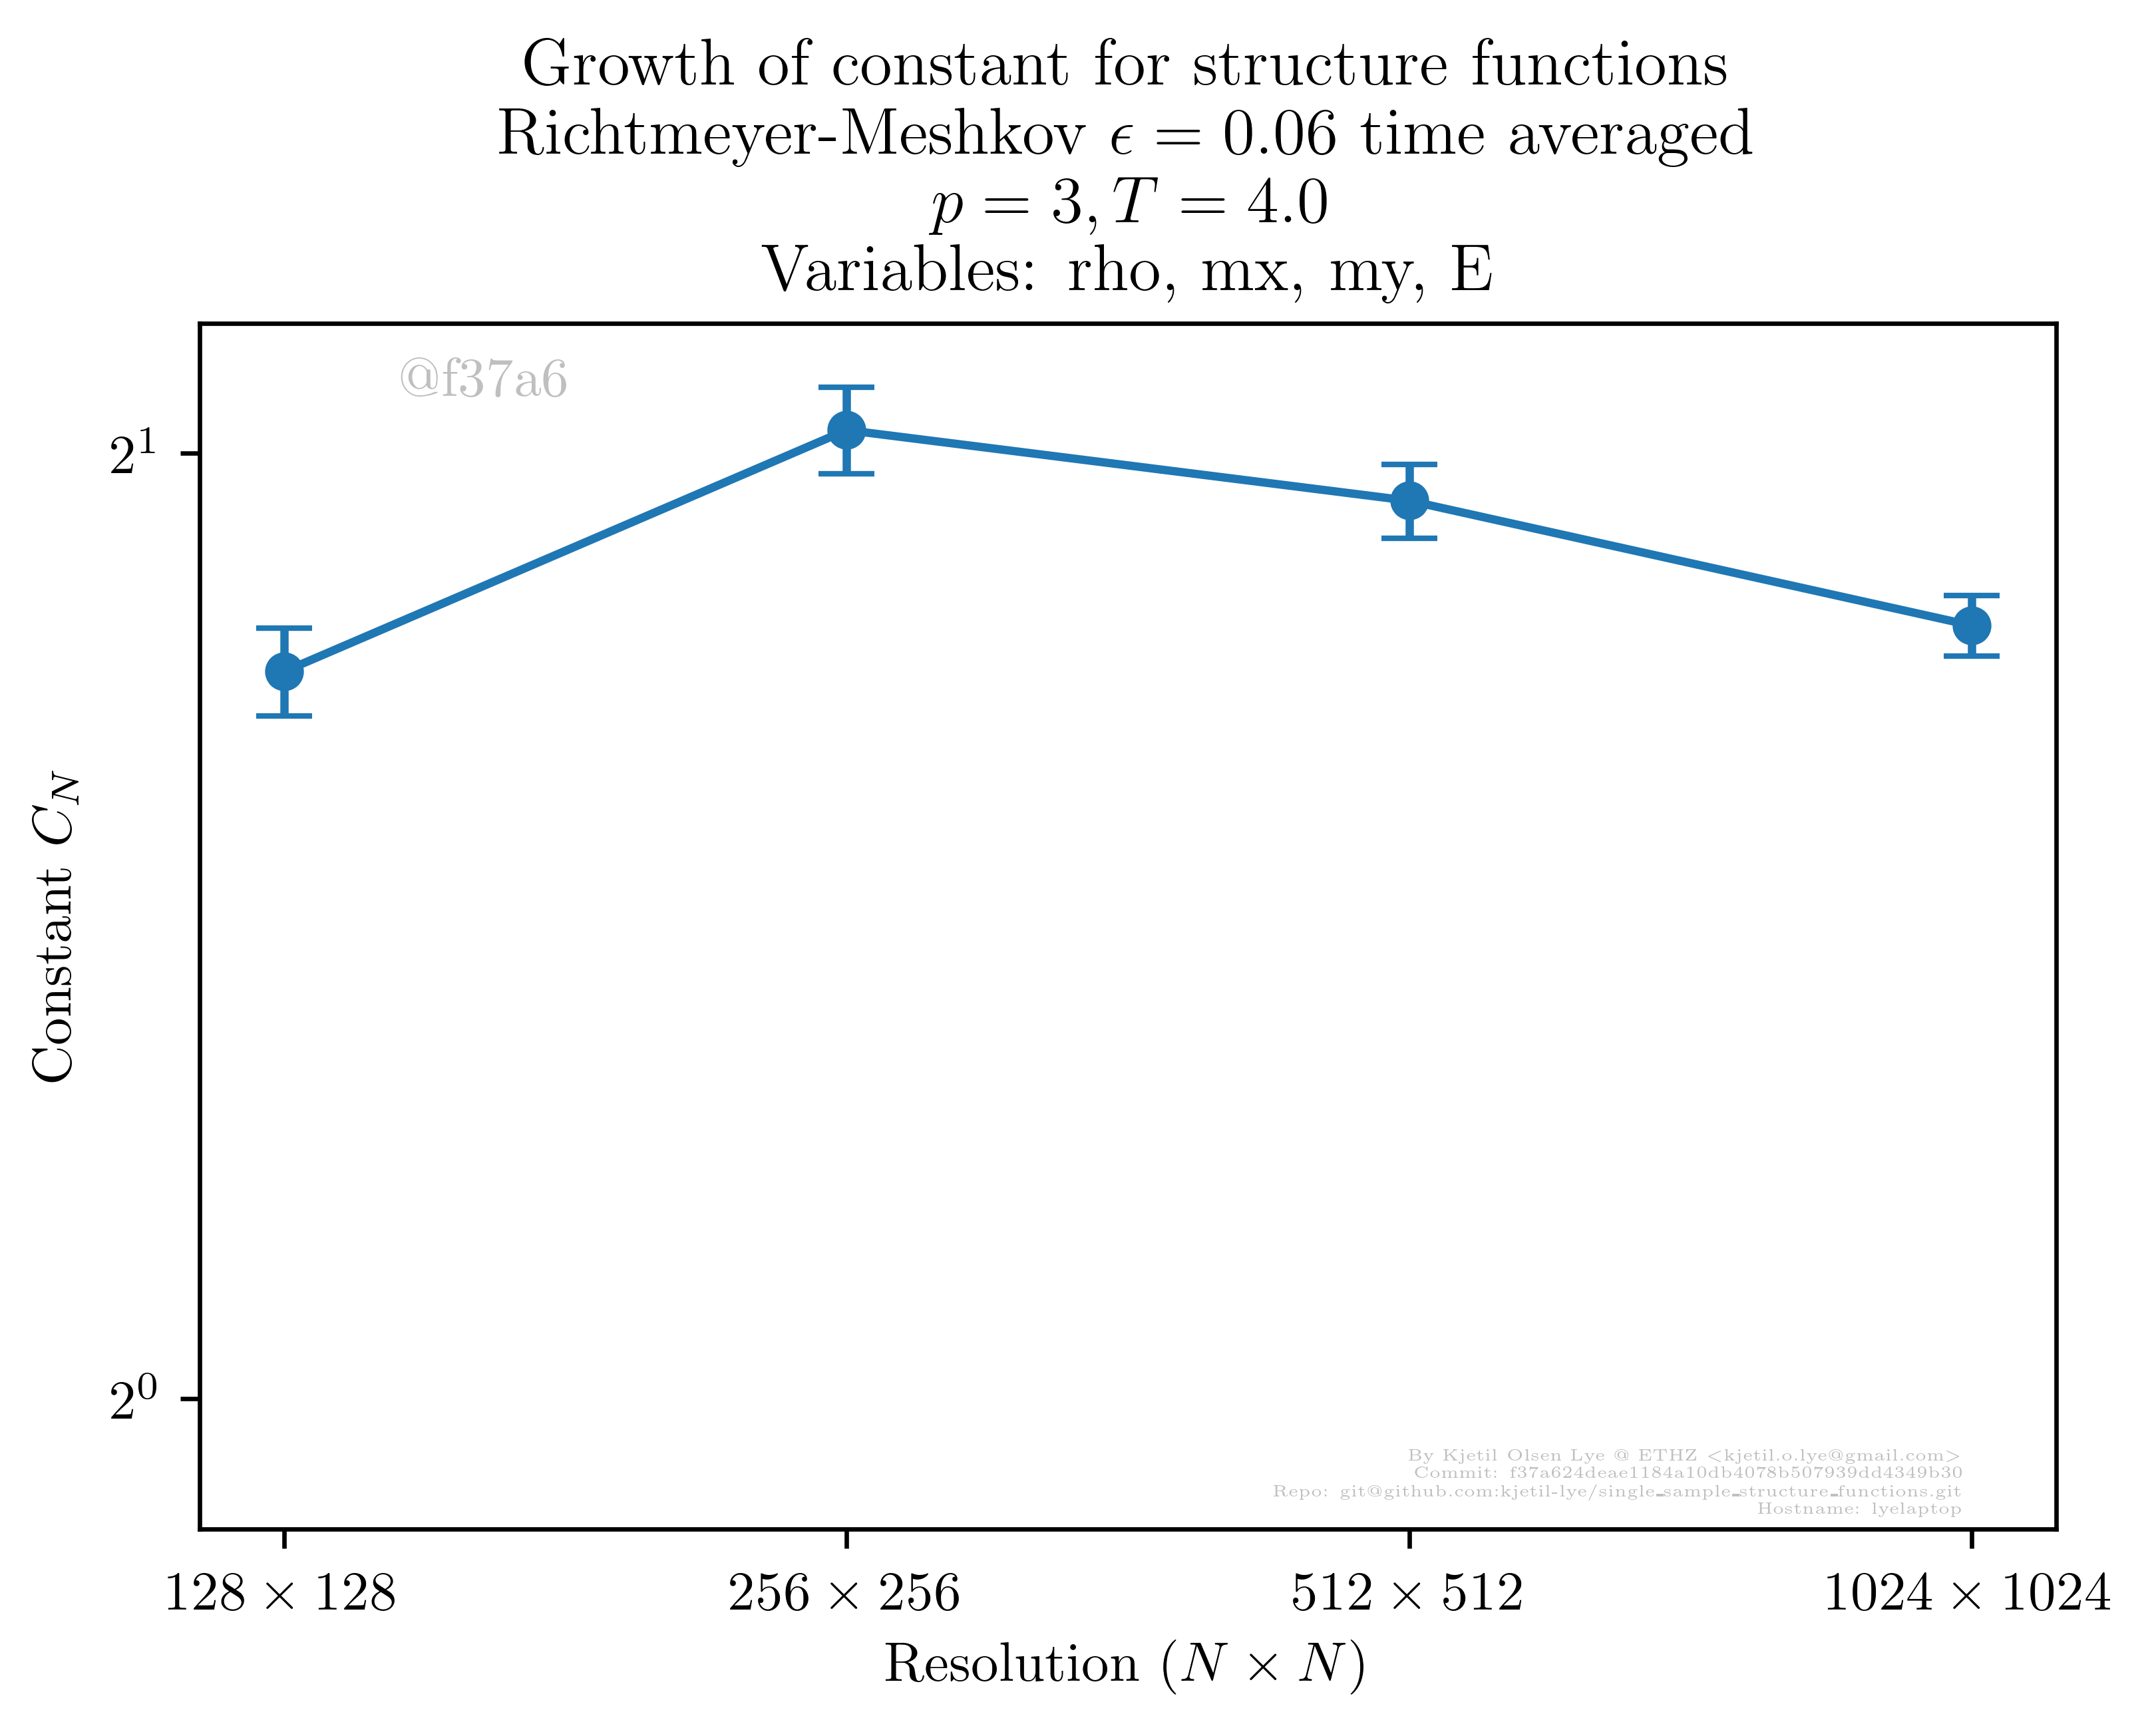 Growth of constant for structure functions
Richtmeyer-Meshkov ϵ = 0.06 time averaged
p = 3, T = 4.0
Variables: rho, mx, my, E
@f37a6
2¹
2⁰
Constant C_N
By Kjetil Olsen Lye @ ETHZ <kjetil.o.lye@gmail.com>
Commit: f37a624deae1184a10db4078b507939dd4349b30
Repo: git@github.com:kjetil-lye/single_sample_structure_functions.git
Hostname: lyelaptop
128 × 128
256 × 256
512 × 512
1024 × 1024
Resolution (N × N)